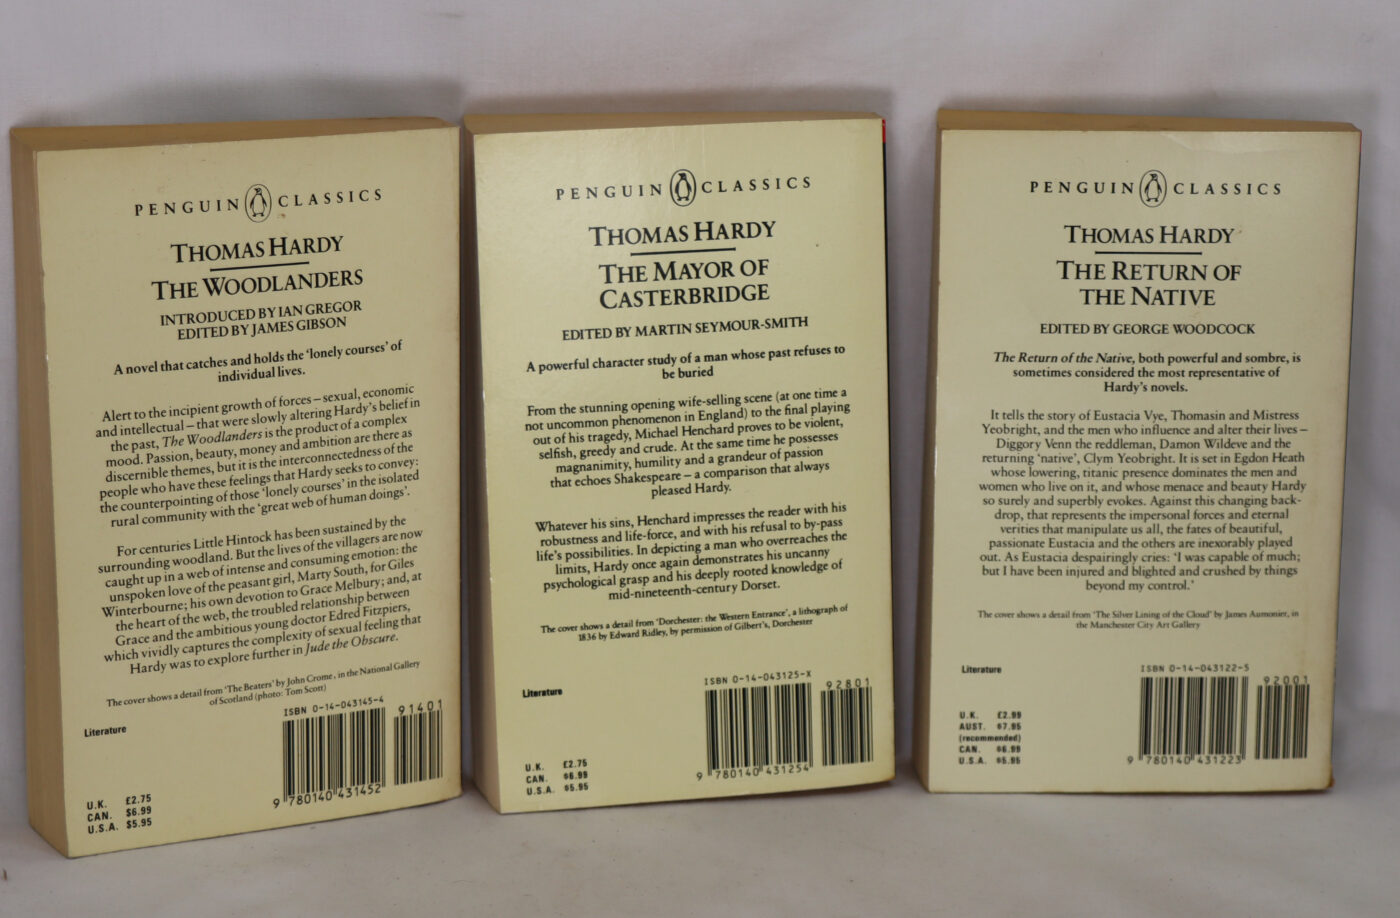 PENGUIN CLASSICS
THOMAS HARDY
THE WOODLANDERS
INTRODUCED BY IAN GREGOR
EDITED BY JAMES GIBSON
A novel that catches and holds the 'lonely courses' of
individual lives.
Alert to the incipient growth of forces – sexual, economic
and intellectual – that were slowly altering Hardy's belief in
the past, The Woodlanders is the product of a complex
mood. Passion, beauty, money and ambition are there as
discernible themes, but it is the interconnectedness of the
people who have these feelings that Hardy seeks to convey:
the counterpointing of those 'lonely courses' in the isolated
rural community with the 'great web of human doings'.
For centuries Little Hintock has been sustained by the
surrounding woodland. But the lives of the villagers are now
caught up in a web of intense and consuming emotion: the
unspoken love of the peasant girl, Marty South, for Giles
Winterbourne; his own devotion to Grace Melbury; and, at
the heart of the web, the troubled relationship between
Grace and the ambitious young doctor Edred Fitzpiers,
which vividly captures the complexity of sexual feeling that
Hardy was to explore further in Jude the Obscure.
The cover shows a detail from 'The Beaters' by John Crome, in the National Gallery
of Scotland (photo: Tom Scott)
Literature
ISBN 0-14-043145-4
91401
9 780140 431452
U.K. £2.75
CAN. $6.99
U.S.A. $5.95
PENGUIN CLASSICS
THOMAS HARDY
THE MAYOR OF
CASTERBRIDGE
EDITED BY MARTIN SEYMOUR-SMITH
A powerful character study of a man whose past refuses to
be buried
From the stunning opening wife-selling scene (at one time a
not uncommon phenomenon in England) to the final playing
out of his tragedy, Michael Henchard proves to be violent,
selfish, greedy and crude. At the same time he possesses
magnanimity, humility and a grandeur of passion
that echoes Shakespeare – a comparison that always
pleased Hardy.
Whatever his sins, Henchard impresses the reader with his
robustness and life-force, and with his refusal to by-pass
life's possibilities. In depicting a man who overreaches the
limits, Hardy once again demonstrates his uncanny
psychological grasp and his deeply rooted knowledge of
mid-nineteenth-century Dorset.
The cover shows a detail from 'Dorchester: the Western Entrance', a lithograph of
1836 by Edward Ridley, by permission of Gilbert's, Dorchester
Literature
ISBN 0-14-043125-X
92801
9 780140 431254
U.K. £2.75
CAN. $6.99
U.S.A. $5.95
PENGUIN CLASSICS
THOMAS HARDY
THE RETURN OF
THE NATIVE
EDITED BY GEORGE WOODCOCK
The Return of the Native, both powerful and sombre, is
sometimes considered the most representative of
Hardy's novels.
It tells the story of Eustacia Vye, Thomasin and Mistress
Yeobright, and the men who influence and alter their lives –
Diggory Venn the reddleman, Damon Wildeve and the
returning 'native', Clym Yeobright. It is set in Egdon Heath
whose lowering, titanic presence dominates the men and
women who live on it, and whose menace and beauty Hardy
so surely and superbly evokes. Against this changing back-
drop, that represents the impersonal forces and eternal
verities that manipulate us all, the fates of beautiful,
passionate Eustacia and the others are inexorably played
out. As Eustacia despairingly cries: 'I was capable of much;
but I have been injured and blighted and crushed by things
beyond my control.'
The cover shows a detail from 'The Silver Lining of the Cloud' by James Aumonier, in
the Manchester City Art Gallery
Literature
ISBN 0-14-043122-5
92001
9 780140 431223
U.K. £2.99
AUST. $7.95
(recommended)
CAN. $6.99
U.S.A. $5.95